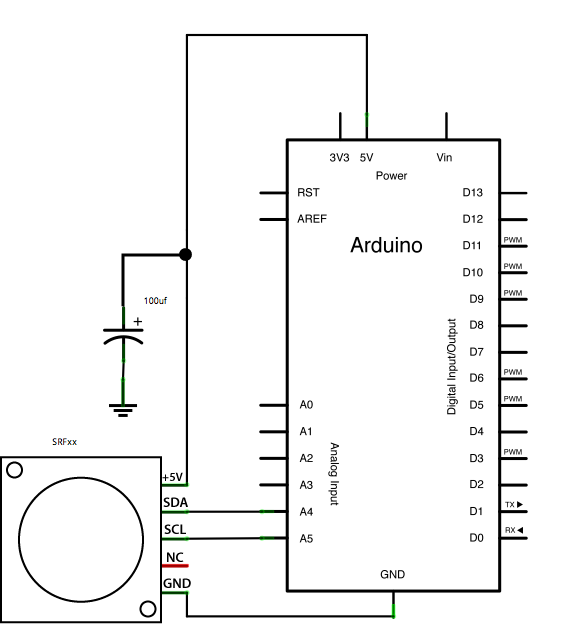 3V3 5V Vin
Power
RST D13
AREF D12
Arduino
D11 PWM
D10 PWM
D9 PWM
100uf
+
D8
D7
Digital Input/Output
D6 PWM
A0 D5 PWM
A1 D4
SRFxx
A2 D3 PWM
Analog Input
+5V A3 D2
SDA A4 D1 TX
SCL A5 D0 RX
NC
GND
GND